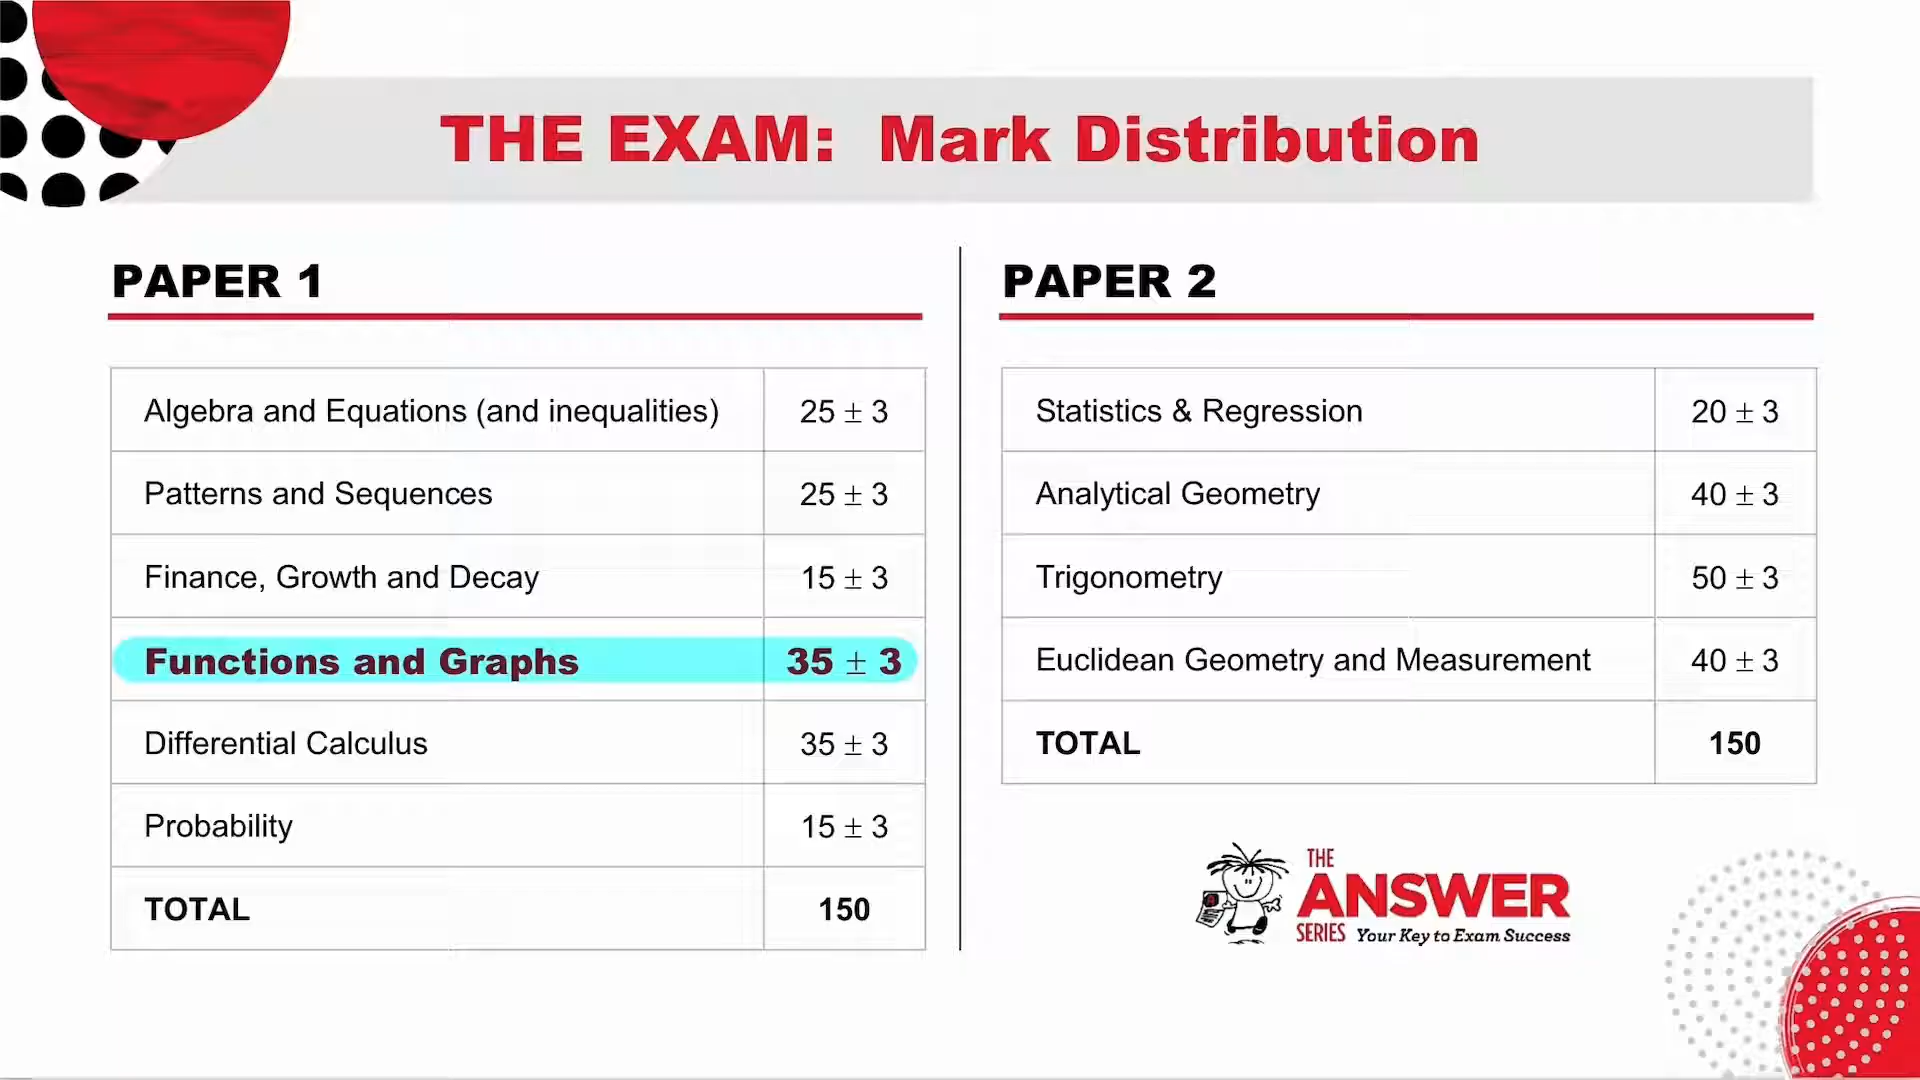 THE EXAM: Mark Distribution
PAPER 1
Algebra and Equations (and inequalities) 25 ± 3
Patterns and Sequences 25 ± 3
Finance, Growth and Decay 15 ± 3
Functions and Graphs 35 ± 3
Differential Calculus 35 ± 3
Probability 15 ± 3
TOTAL 150
PAPER 2
Statistics & Regression 20 ± 3
Analytical Geometry 40 ± 3
Trigonometry 50 ± 3
Euclidean Geometry and Measurement 40 ± 3
TOTAL 150
THE
ANSWER
SERIES Your Key to Exam Success